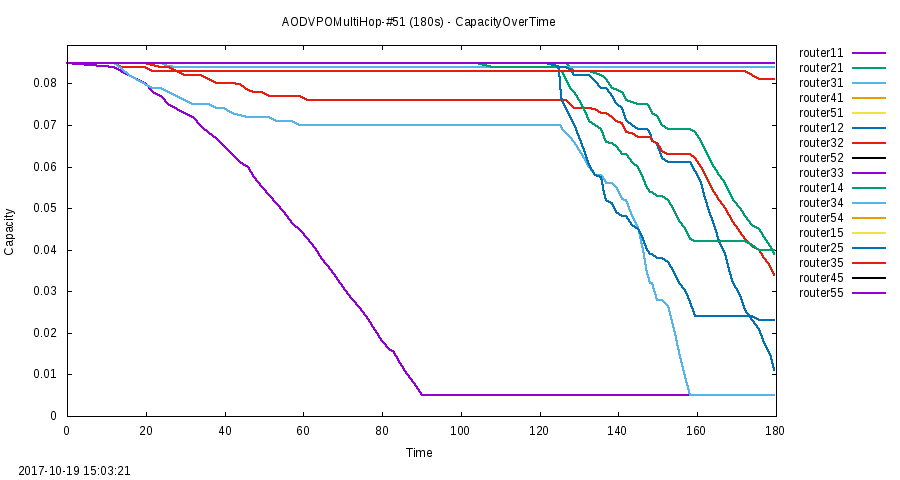 AODVPOMultiHop-#51 (180s) - CapacityOverTime
Capacity
0.08
0.07
0.06
0.05
0.04
0.03
0.02
0.01
0
0 20 40 60 80 100 120 140 160 180
Time
router11
router21
router31
router41
router51
router12
router32
router52
router33
router14
router34
router54
router15
router25
router35
router45
router55
2017-10-19 15:03:21